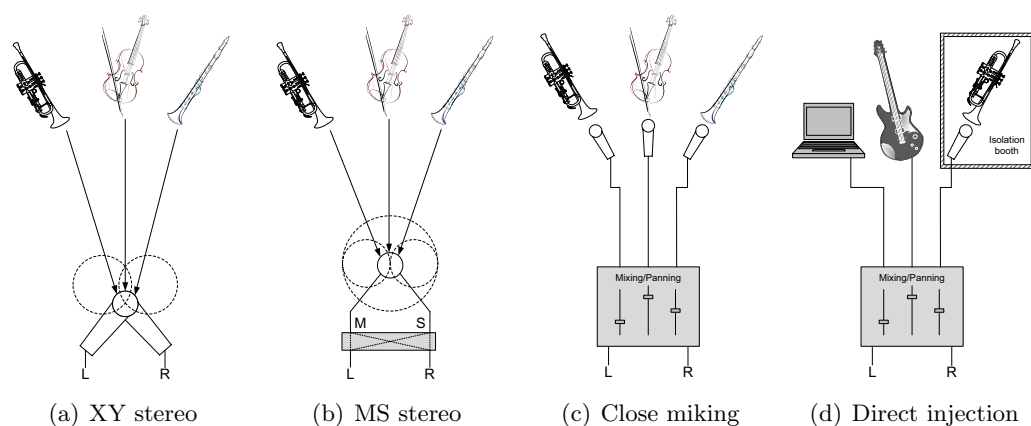 Isolation
booth
Mixing/Panning
Mixing/Panning
M S
L R
L R
L R
L R
(a) XY stereo
(b) MS stereo
(c) Close miking
(d) Direct injection